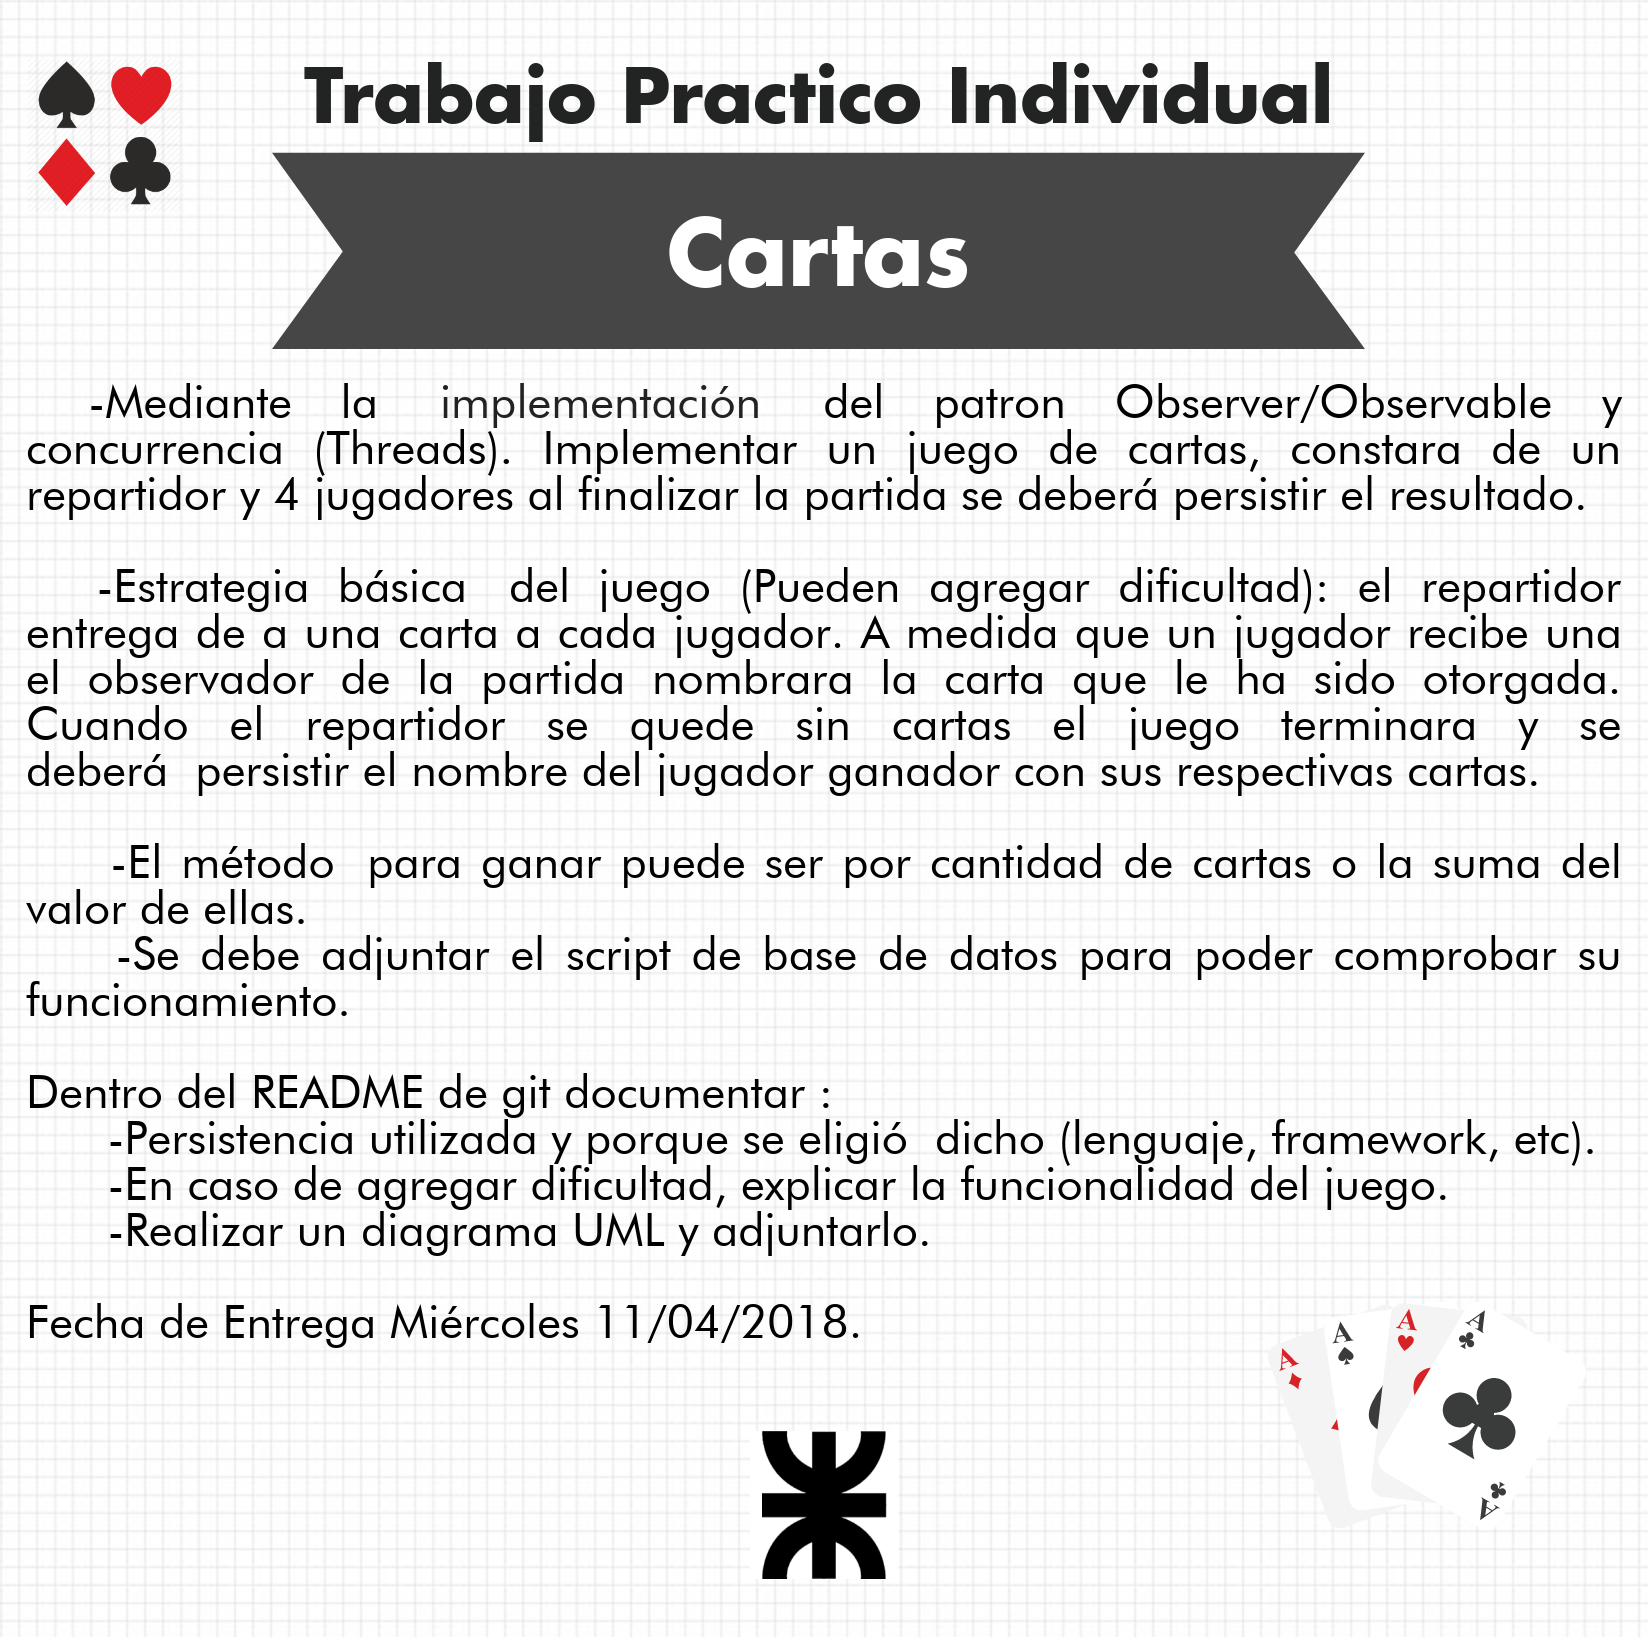 Trabajo Practico Individual
Cartas
-Mediante la implementación del patron Observer/Observable y
concurrencia (Threads). Implementar un juego de cartas, constara de un
repartidor y 4 jugadores al finalizar la partida se deberá persistir el resultado.
-Estrategia básica del juego (Pueden agregar dificultad): el repartidor
entrega de a una carta a cada jugador. A medida que un jugador recibe una
el observador de la partida nombrara la carta que le ha sido otorgada.
Cuando el repartidor se quede sin cartas el juego terminara y se
deberá persistir el nombre del jugador ganador con sus respectivas cartas.
-El método para ganar puede ser por cantidad de cartas o la suma del
valor de ellas.
-Se debe adjuntar el script de base de datos para poder comprobar su
funcionamiento.
Dentro del README de git documentar :
-Persistencia utilizada y porque se eligió dicho (lenguaje, framework, etc).
-En caso de agregar dificultad, explicar la funcionalidad del juego.
-Realizar un diagrama UML y adjuntarlo.
Fecha de Entrega Miércoles 11/04/2018.
A
A
A
A
A